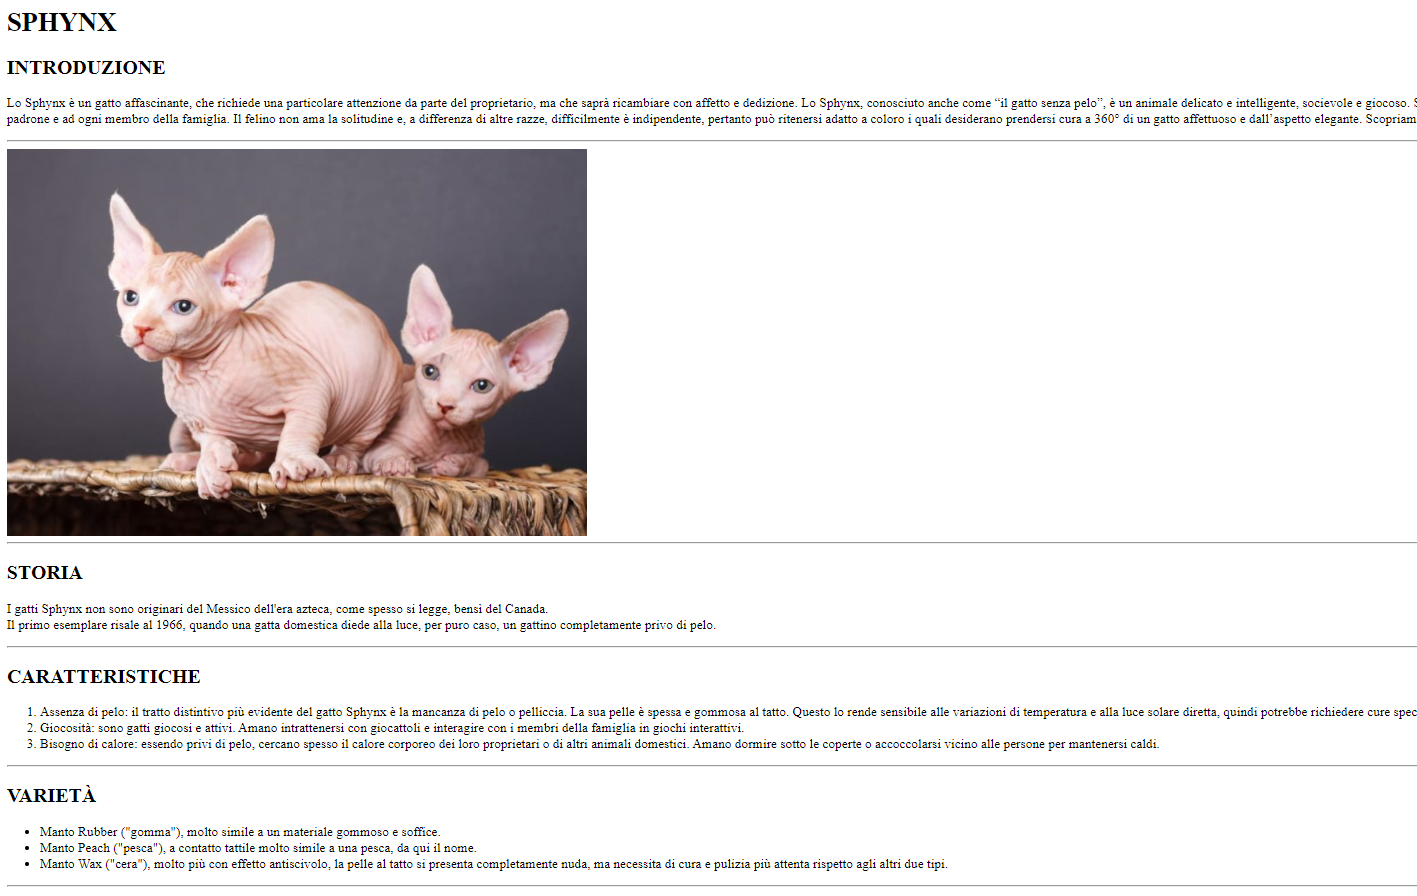 SPHYNX
INTRODUZIONE
Lo Sphynx è un gatto affascinante, che richiede una particolare attenzione da parte del proprietario, ma che saprà ricambiare con affetto e dedizione. Lo Sphynx, conosciuto anche come “il gatto senza pelo”, è un animale delicato e intelligente, socievole e giocoso.
padrone e ad ogni membro della famiglia. Il felino non ama la solitudine e, a differenza di altre razze, difficilmente è indipendente, pertanto può ritenersi adatto a coloro i quali desiderano prendersi cura a 360° di un gatto affettuoso e dall’aspetto elegante. Scopriam
STORIA
I gatti Sphynx non sono originari del Messico dell'era azteca, come spesso si legge, bensì del Canada.
Il primo esemplare risale al 1966, quando una gatta domestica diede alla luce, per puro caso, un gattino completamente privo di pelo.
CARATTERISTICHE
1. Assenza di pelo: il tratto distintivo più evidente del gatto Sphynx è la mancanza di pelo o pelliccia. La sua pelle è spessa e gommosa al tatto. Questo lo rende sensibile alle variazioni di temperatura e alla luce solare diretta, quindi potrebbe richiedere cure spec
2. Giocosità: sono gatti giocosi e attivi. Amano intrattenersi con giocattoli e interagire con i membri della famiglia in giochi interattivi.
3. Bisogno di calore: essendo privi di pelo, cercano spesso il calore corporeo dei loro proprietari o di altri animali domestici. Amano dormire sotto le coperte o accoccolarsi vicino alle persone per mantenersi caldi.
VARIETÀ
• Manto Rubber ("gomma"), molto simile a un materiale gommoso e soffice.
• Manto Peach ("pesca"), a contatto tattile molto simile a una pesca, da qui il nome.
• Manto Wax ("cera"), molto più con effetto antiscivolo, la pelle al tatto si presenta completamente nuda, ma necessita di cura e pulizia più attenta rispetto agli altri due tipi.